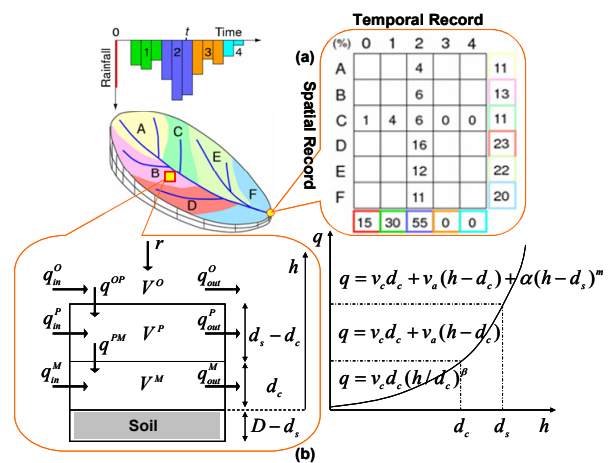 Temporal Record
0 t Time
(%) 0 1 2 3 4
Rainfall
1 2 3 4
(a)
Spatial Record
A 4 11
B 6 13
C 1 4 6 0 0 11
D 16 23
E 12 22
F 11 20
15 30 55 0 0
A
C
B
E
D
F
r
h
q
q_in^O q^OP V^O q_out^O
q = v_c d_c + v_a (h − d_c) + α(h − d_s)^m
q_in^P V^P q_out^P d_s − d_c
q = v_c d_c + v_a (h − d_c)
q^PM
q_in^M V^M q_out^M d_c
q = v_c d_c (h/d_c)^β
Soil D − d_s
d_c d_s h
(b)